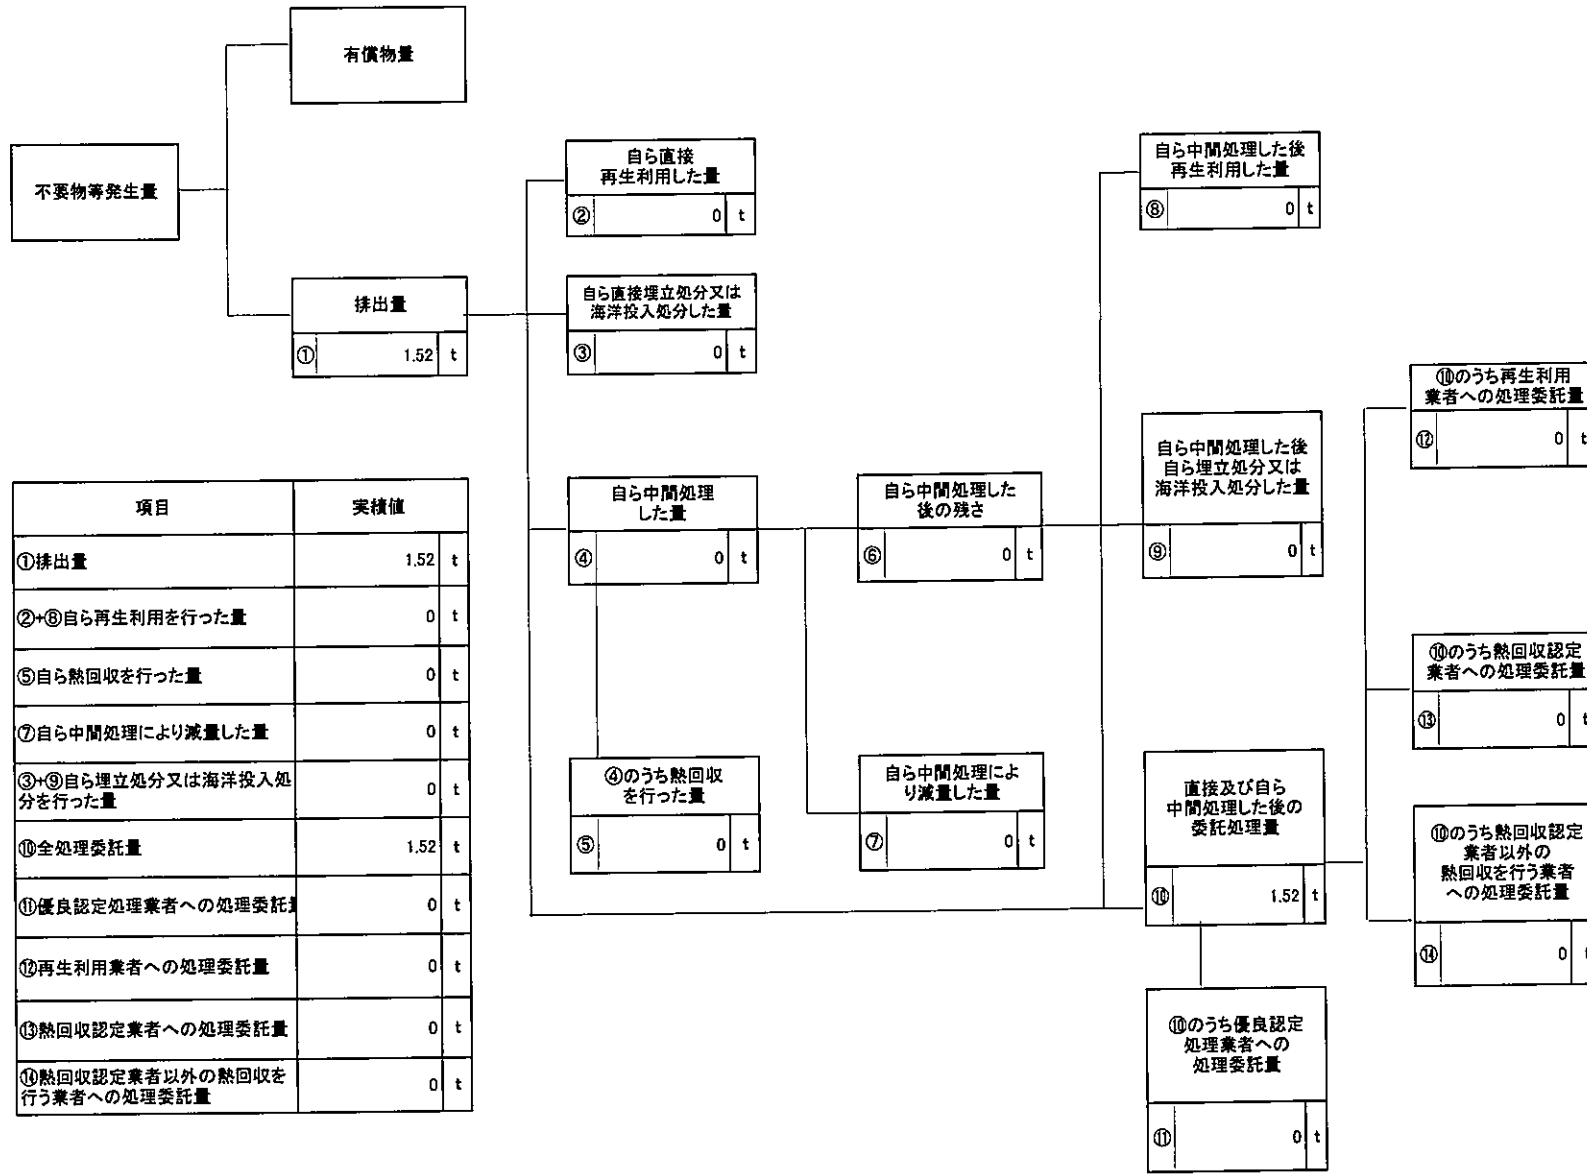 有償物量
不要物等発生量
排出量
① 1.52 t
自ら直接
再生利用した量
② 0 t
自ら直接埋立処分又は
海洋投入処分した量
③ 0 t
自ら中間処理
した量
④ 0 t
④のうち熱回収
を行った量
⑤ 0 t
自ら中間処理した
後の残さ
⑥ 0 t
自ら中間処理によ
り減量した量
⑦ 0 t
自ら中間処理した後
再生利用した量
⑧ 0 t
自ら中間処理した後
自ら埋立処分又は
海洋投入処分した量
⑨ 0 t
直接及び自ら
中間処理した後の
委託処理量
⑩ 1.52 t
⑩のうち優良認定
処理業者への
処理委託量
⑪ 0 t
⑩のうち再生利用
業者への処理委託量
⑫ 0 t
⑩のうち熱回収認定
業者への処理委託量
⑬ 0 t
⑩のうち熱回収認定
業者以外の
熱回収を行う業者
への処理委託量
⑭ 0 t
項目 実績値
①排出量 1.52 t
②+⑧自ら再生利用を行った量 0 t
⑤自ら熱回収を行った量 0 t
⑦自ら中間処理により減量した量 0 t
③+⑨自ら埋立処分又は海洋投入処
分を行った量 0 t
⑩全処理委託量 1.52 t
⑪優良認定処理業者への処理委託 0 t
⑫再生利用業者への処理委託量 0 t
⑬熱回収認定業者への処理委託量 0 t
⑭熱回収認定業者以外の熱回収を
行う業者への処理委託量 0 t